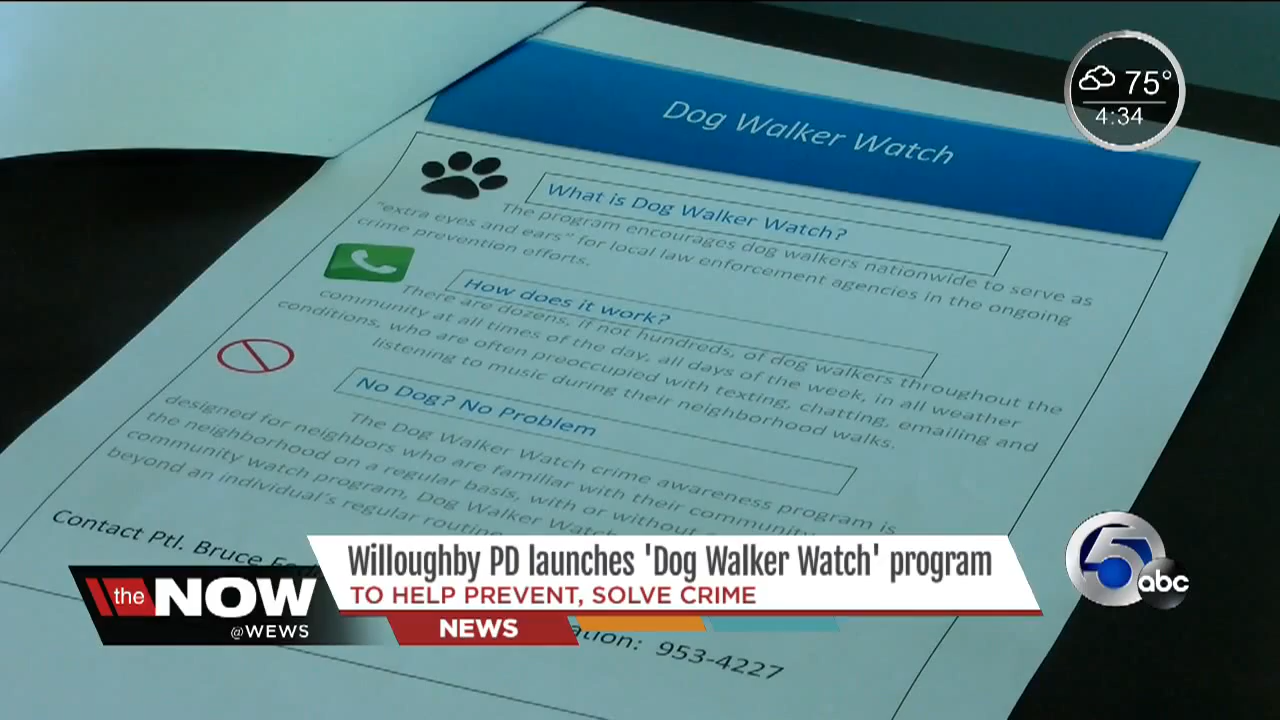 75°
4:34
Dog Walker Watch
What is Dog Walker Watch?
The program encourages dog walkers nationwide to serve as
"extra eyes and ears" for local law enforcement agencies in the ongoing
crime prevention efforts.
How does it work?
There are dozens, if not hundreds, of dog walkers throughout the
community at all times of the day, all days of the week, in all weather
conditions, who are often preoccupied with texting, chatting, emailing and
listening to music during their neighborhood walks.
No Dog? No Problem
The Dog Walker Watch crime awareness program is
designed for neighbors who are familiar with their community
the neighborhood on a regular basis, with or without
community watch program, Dog Walker Watch
beyond an individual's regular routine
Contact Ptl. Bruce
953-4227
Willoughby PD launches 'Dog Walker Watch' program
TO HELP PREVENT, SOLVE CRIME
the NOW
@WEWS
NEWS
5
abc